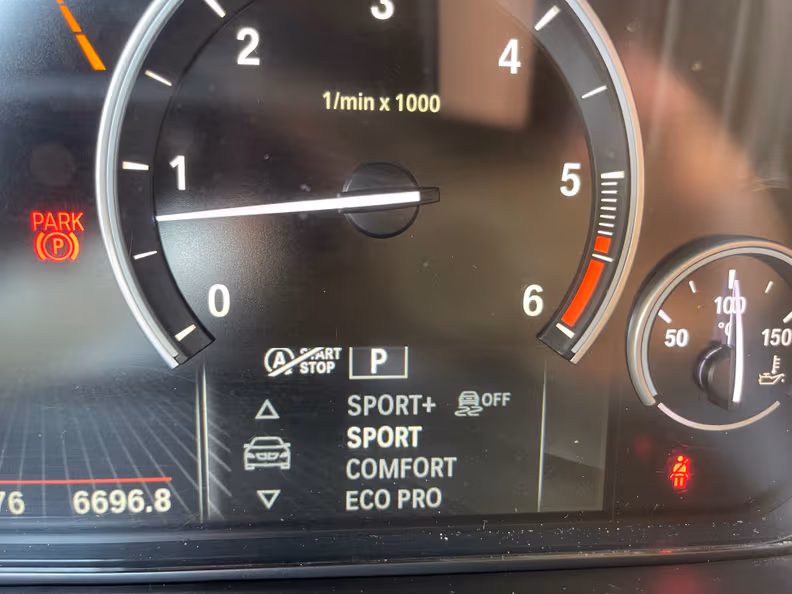 3
2
4
1/min x 1000
1
5
PARK
P
0
6
100
°C
50
150
A START
STOP
P
SPORT+
OFF
SPORT
COMFORT
ECO PRO
76
6696.8